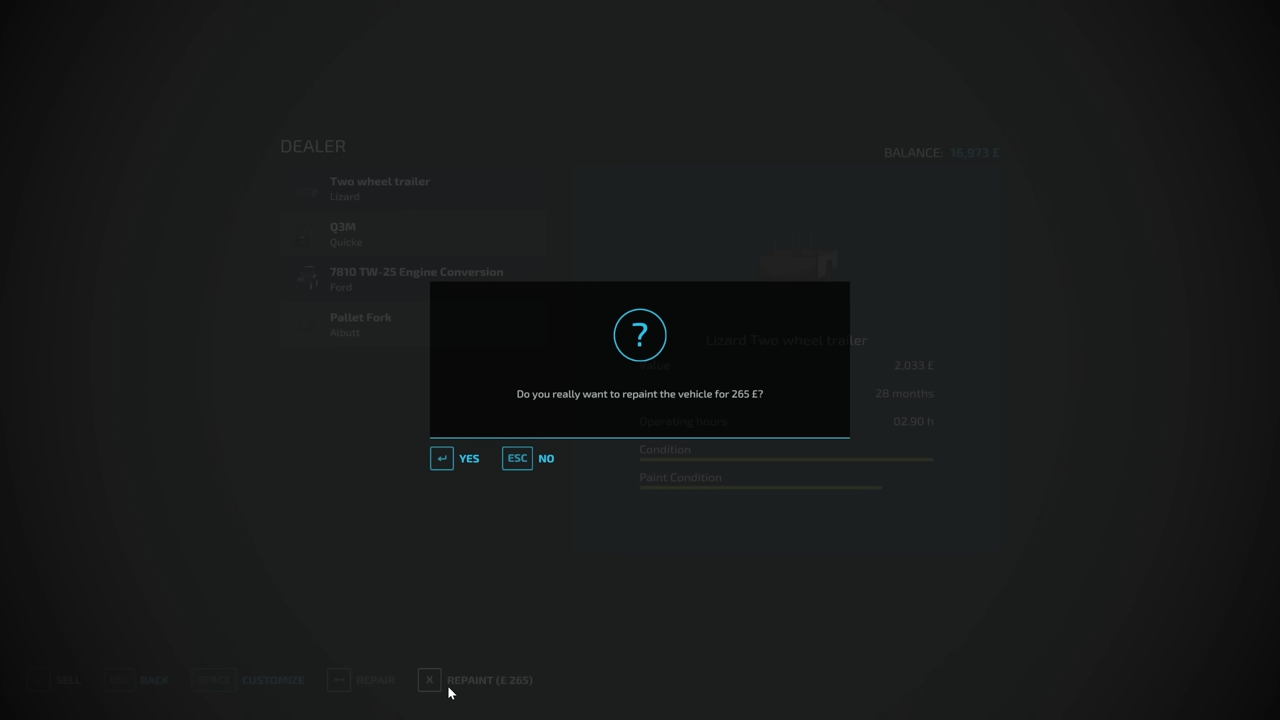 DEALER
BALANCE: 16,973 £
Two wheel trailer
Lizard
Q3M
Quicke
7810 TW-25 Engine Conversion
Ford
Pallet Fork
Albutt
?
Lizard Two wheel trailer
Value
2,033 £
28 months
Do you really want to repaint the vehicle for 265 £?
Operating hours
02.90 h
Condition
Paint Condition
↵ YES ESC NO
SELL
BACK
CUSTOMIZE
REPAIR
X REPAINT (£ 265)